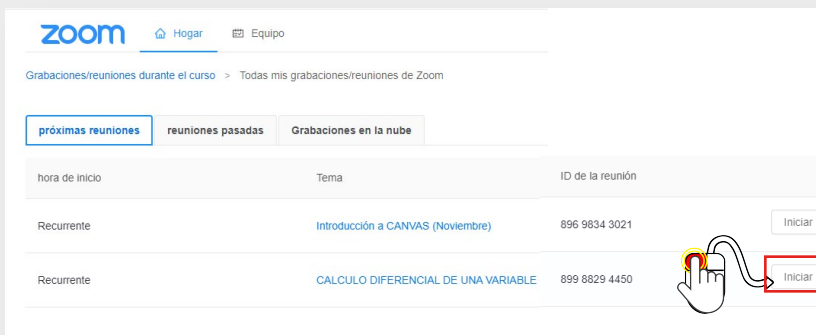 zoom Hogar Equipo
Grabaciones/reuniones durante el curso > Todas mis grabaciones/reuniones de Zoom
próximas reuniones reuniones pasadas Grabaciones en la nube
hora de inicio Tema ID de la reunión
Recurrente Introducción a CANVAS (Noviembre) 896 9834 3021 Iniciar
Recurrente CALCULO DIFERENCIAL DE UNA VARIABLE 899 8829 4450 Iniciar